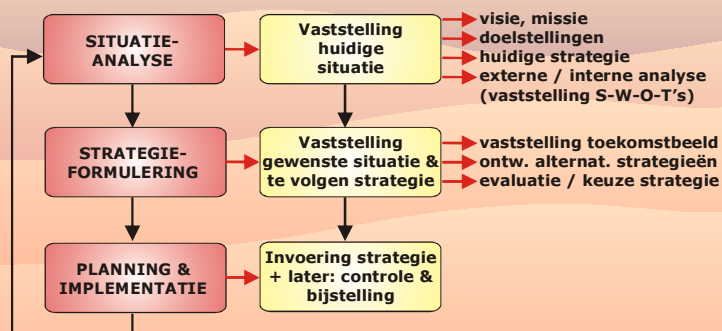 SITUATIE-
ANALYSE
Vaststelling
huidige
situatie
visie, missie
doelstellingen
huidige strategie
externe / interne analyse
(vaststelling S-W-O-T’s)
STRATEGIE-
FORMULERING
Vaststelling
gewenste situatie &
te volgen strategie
vaststelling toekomstbeeld
ontw. alternat. strategieën
evaluatie / keuze strategie
PLANNING &
IMPLEMENTATIE
Invoering strategie
+ later: controle &
bijstelling